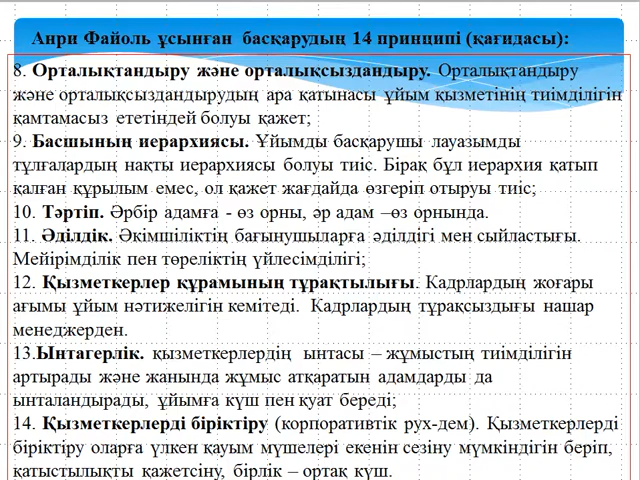 Анри Файоль ұсынған басқарудың 14 принципі (қағидасы):
8. Орталықтандыру және орталықсыздандыру. Орталықтандыру
және орталықсыздандырудың ара қатынасы ұйым қызметінің тиімділігін
қамтамасыз ететіндей болуы қажет;
9. Басшының иерархиясы. Ұйымды басқарушы лауазымды
тұлғалардың нақты иерархиясы болуы тиіс. Бірақ бұл иерархия қатып
қалған құрылым емес, ол қажет жағдайда өзгеріп отыруы тиіс;
10. Тәртіп. Әрбір адамға - өз орны, әр адам –өз орнында.
11. Әділдік. Әкімшіліктің бағынушыларға әділдігі мен сыйластығы.
Мейірімділік пен төреліктің үйлесімділігі;
12. Қызметкерлер құрамының тұрақтылығы. Кадрлардың жоғары
ағымы ұйым нәтижелігін кемітеді. Кадрлардың тұрақсыздығы нашар
менеджерден.
13.Ынтагерлік. қызметкерлердің ынтасы – жұмыстың тиімділігін
артырады және жанында жұмыс атқаратын адамдарды да
ынталандырады, ұйымға күш пен қуат береді;
14. Қызметкерлерді біріктіру (корпоративтік рух-дем). Қызметкерлерді
біріктіру оларға үлкен қауым мүшелері екенін сезіну мүмкіндігін беріп,
қатыстылықты қажетсіну, бірлік – ортақ күш.